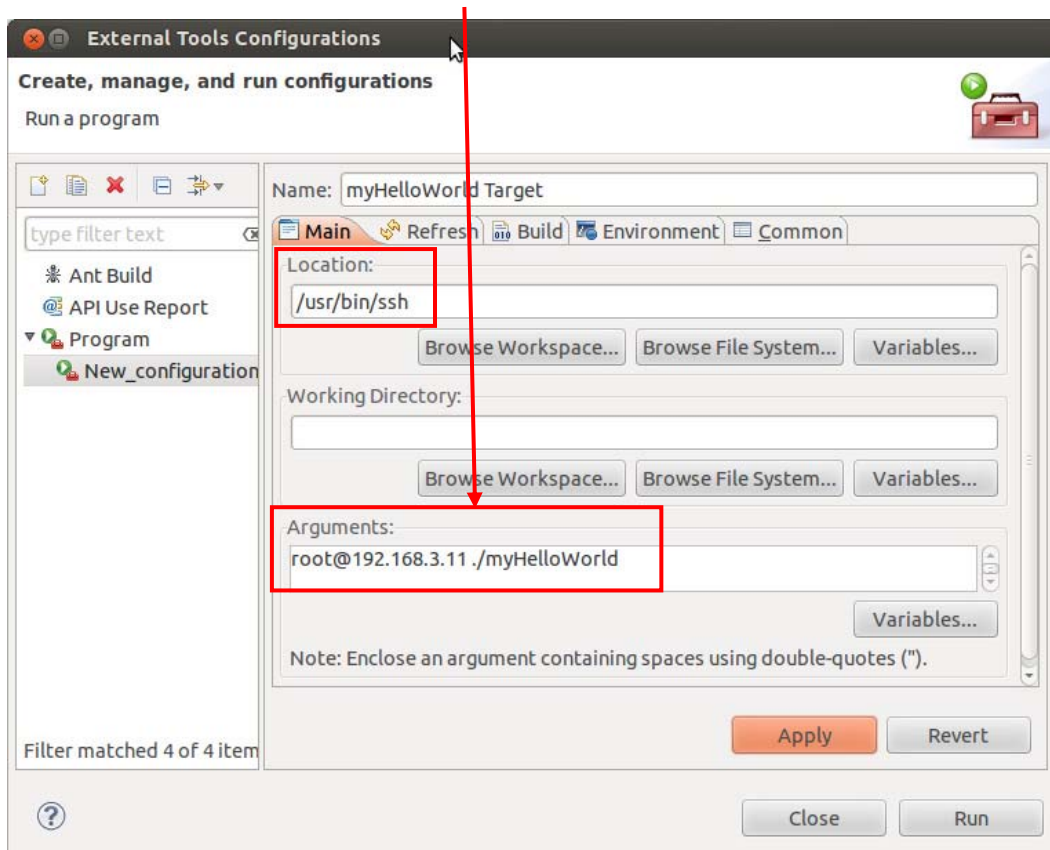 External Tools Configurations
Create, manage, and run configurations
Run a program
Name: myHelloWorld Target
type filter text
Main Refresh Build Environment Common
Ant Build
API Use Report
Program
New_configuration
Location:
/usr/bin/ssh
Browse Workspace... Browse File System... Variables...
Working Directory:
Browse Workspace... Browse File System... Variables...
Arguments:
root@192.168.3.11 ./myHelloWorld
Variables...
Note: Enclose an argument containing spaces using double-quotes (").
Filter matched 4 of 4 item
Apply Revert
Close Run